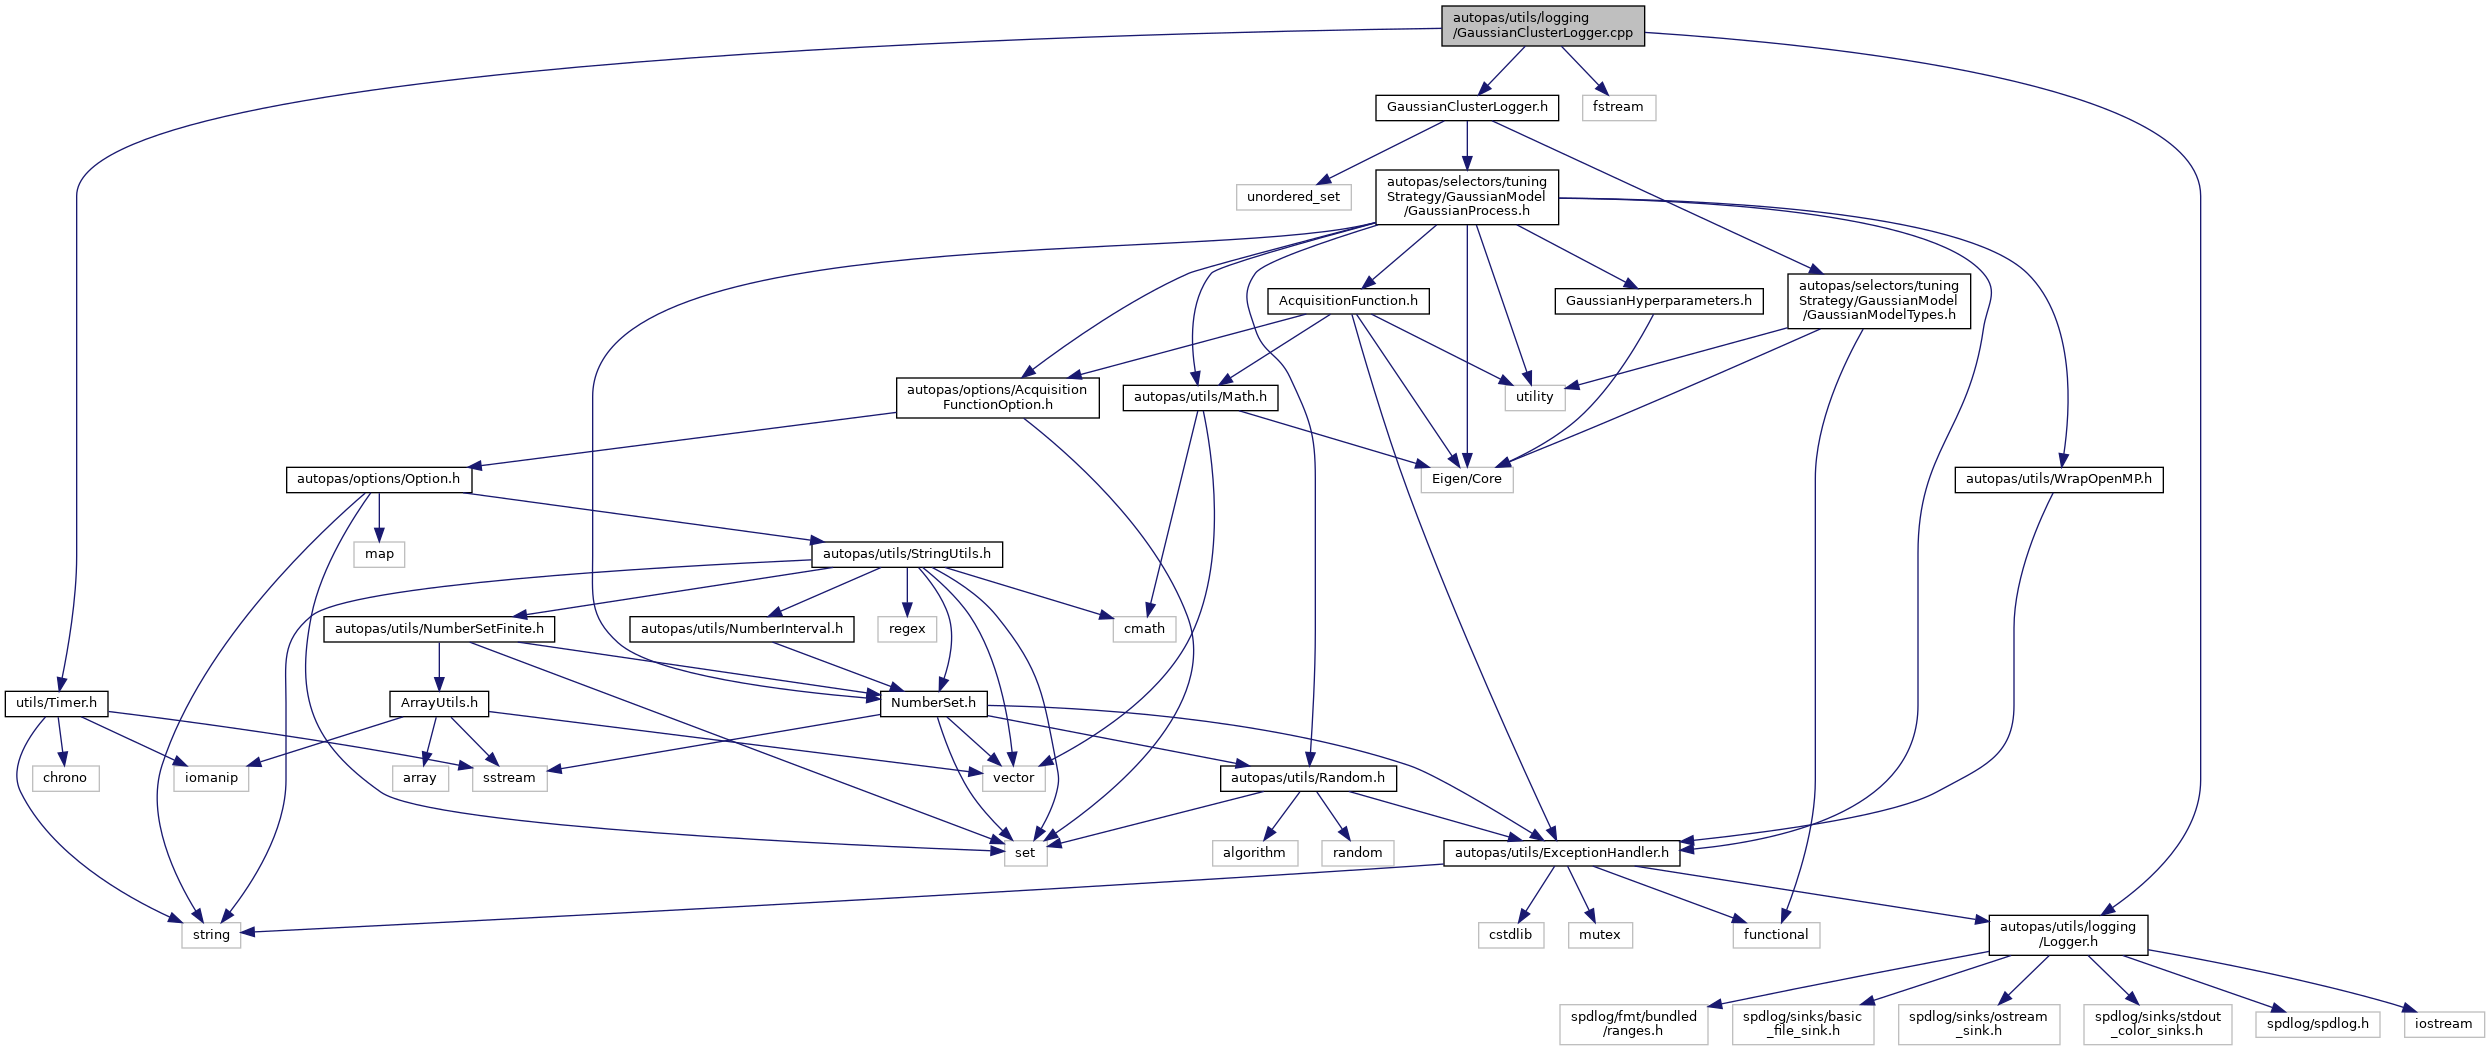 autopas/utils/logging
/GaussianClusterLogger.cpp
GaussianClusterLogger.h
fstream
unordered_set
autopas/selectors/tuning
Strategy/GaussianModel
/GaussianProcess.h
AcquisitionFunction.h
GaussianHyperparameters.h
autopas/selectors/tuning
Strategy/GaussianModel
/GaussianModelTypes.h
autopas/options/Acquisition
FunctionOption.h
autopas/utils/Math.h
utility
autopas/options/Option.h
Eigen/Core
autopas/utils/WrapOpenMP.h
map
autopas/utils/StringUtils.h
autopas/utils/NumberSetFinite.h
autopas/utils/NumberInterval.h
regex
cmath
utils/Timer.h
ArrayUtils.h
NumberSet.h
chrono
iomanip
array
sstream
vector
autopas/utils/Random.h
set
algorithm
random
autopas/utils/ExceptionHandler.h
string
cstdlib
mutex
functional
autopas/utils/logging
/Logger.h
spdlog/fmt/bundled
/ranges.h
spdlog/sinks/basic
_file_sink.h
spdlog/sinks/ostream
_sink.h
spdlog/sinks/stdout
_color_sinks.h
spdlog/spdlog.h
iostream